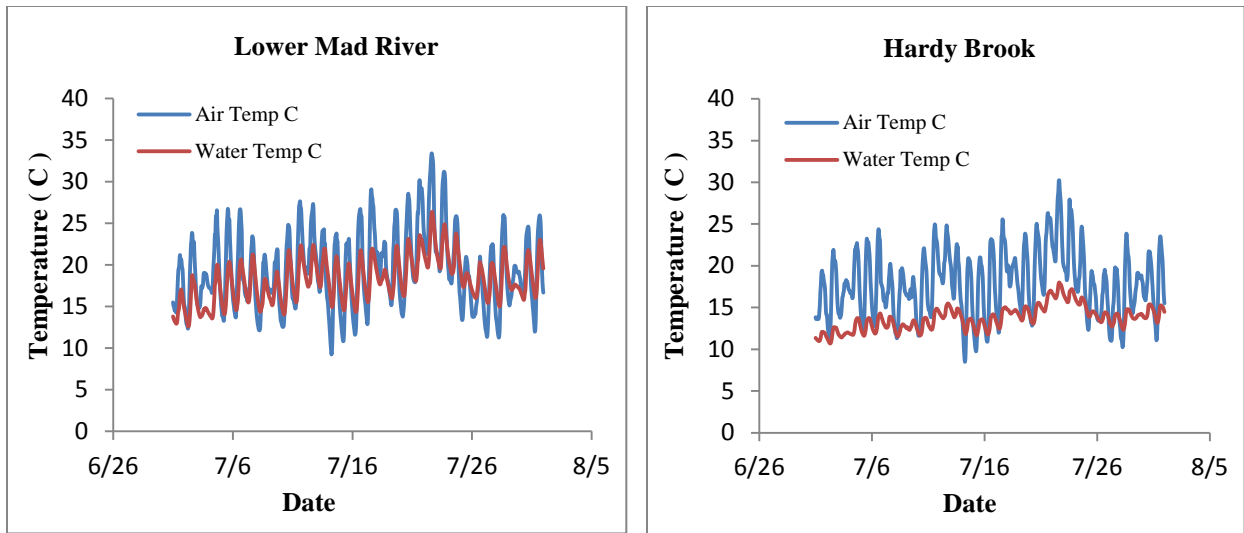 Lower Mad River
Air Temp C
Water Temp C
Temperature ( C )
40
35
30
25
20
15
10
5
0
6/26
7/6
7/16
7/26
8/5
Date
Hardy Brook
Air Temp C
Water Temp C
Temperature ( C )
40
35
30
25
20
15
10
5
0
6/26
7/6
7/16
7/26
8/5
Date